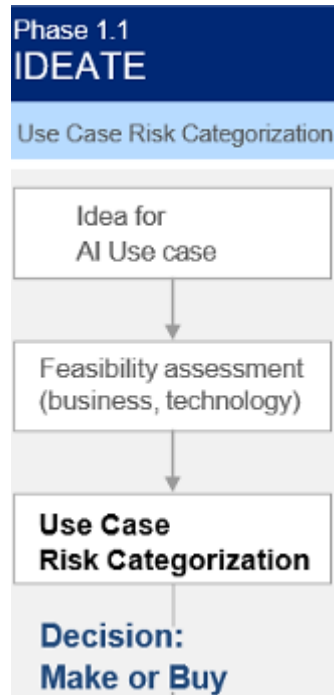 Phase 1.1
IDEATE
Use Case Risk Categorization
Idea for
AI Use case
Feasibility assessment
(business, technology)
Use Case
Risk Categorization
Decision:
Make or Buy